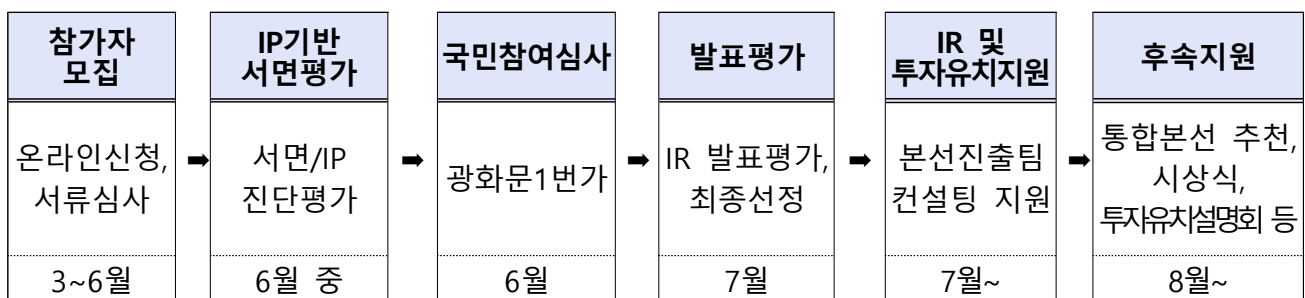 참가자
모집
온라인신청,
서류심사
3~6월
➡
IP기반
서면평가
서면/IP
진단평가
6월 중
➡
국민참여심사
광화문1번가
6월
➡
발표평가
IR 발표평가,
최종선정
7월
➡
IR 및
투자유치지원
본선진출팀
컨설팅 지원
7월~
➡
후속지원
통합본선 추천,
시상식,
투자유치설명회 등
8월~